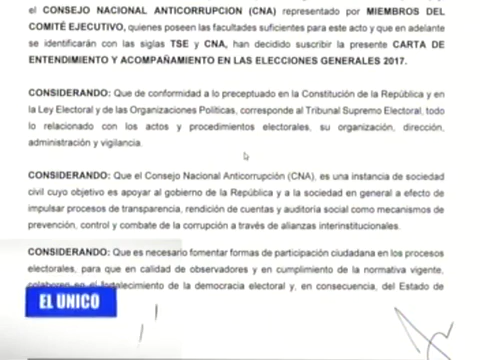 el CONSEJO NACIONAL ANTICORRUPCION (CNA) representado por MIEMBROS DEL
COMITÉ EJECUTIVO, quienes poseen las facultades suficientes para este acto y que en adelante
se identificarán con las siglas TSE y CNA, han decidido suscribir la presente CARTA DE
ENTENDIMIENTO Y ACOMPAÑAMIENTO EN LAS ELECCIONES GENERALES 2017.
CONSIDERANDO: Que de conformidad a lo preceptuado en la Constitución de la República y en
la Ley Electoral y de las Organizaciones Políticas, corresponde al Tribunal Supremo Electoral, todo
lo relacionado con los actos y procedimientos electorales, su organización, dirección,
administración y vigilancia.
CONSIDERANDO: Que el Consejo Nacional Anticorrupción (CNA), es una instancia de sociedad
civil cuyo objetivo es apoyar al gobierno de la República y a la sociedad en general a efecto de
impulsar procesos de transparencia, rendición de cuentas y auditoría social como mecanismos de
prevención, control y combate de la corrupción a través de alianzas interinstitucionales.
CONSIDERANDO: Que es necesario fomentar formas de participación ciudadana en los procesos
electorales, para que en calidad de observadores y en cumplimiento de la normativa vigente,
colaboren en el fortalecimiento de la democracia electoral y, en consecuencia, del Estado de
EL UNICO